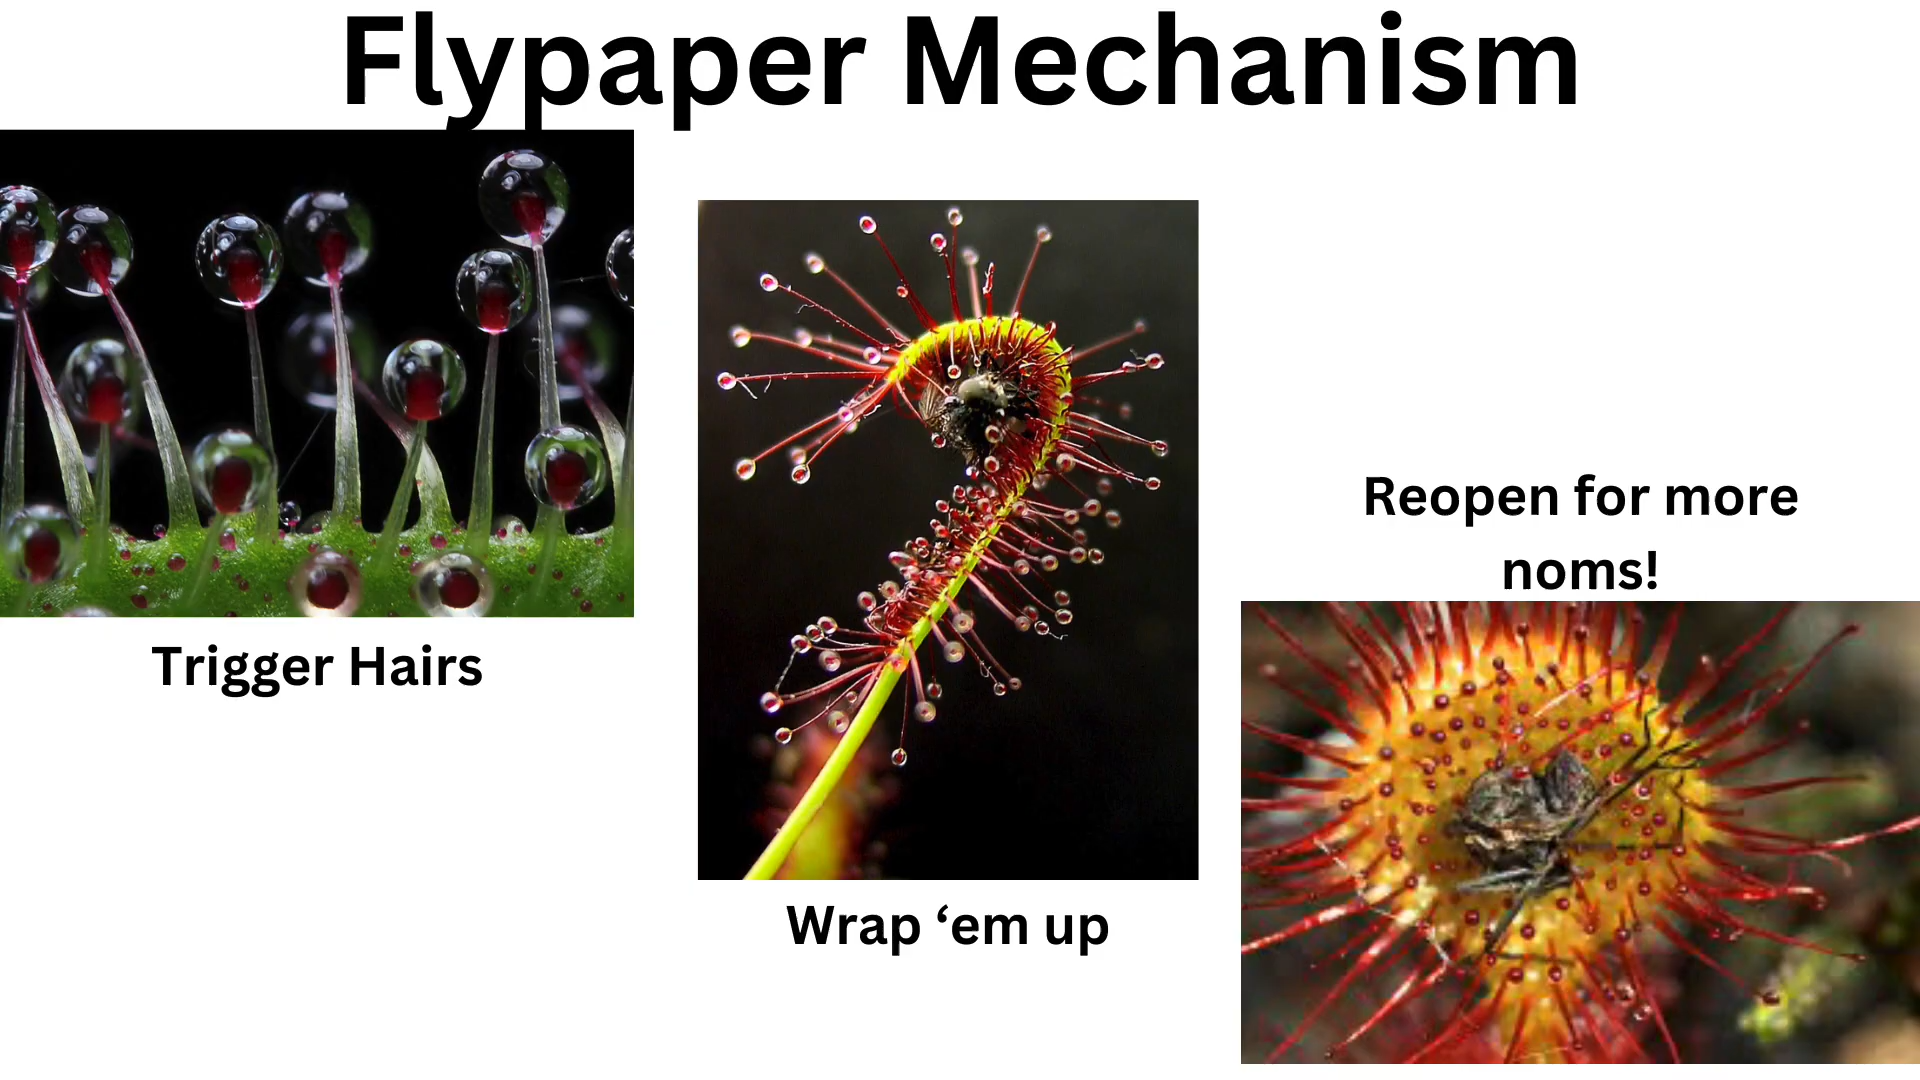 Flypaper Mechanism
Trigger Hairs
Wrap ‘em up
Reopen for more
noms!